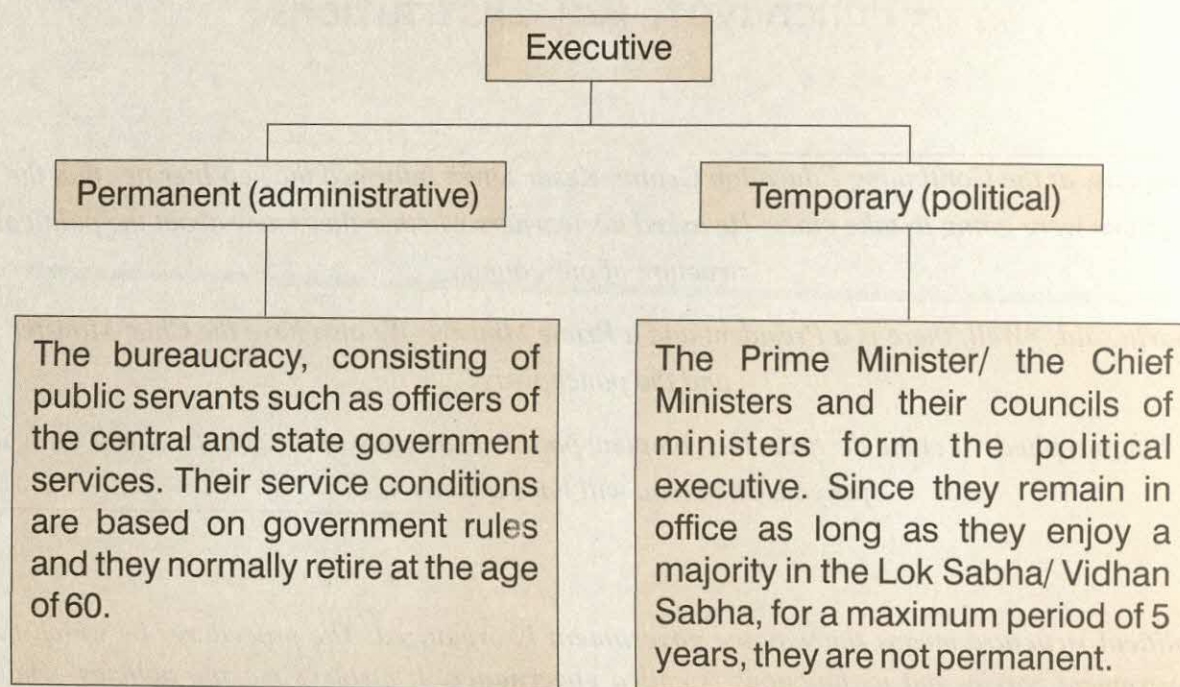 Executive
Permanent (administrative)
Temporary (political)
The bureaucracy, consisting of
public servants such as officers of
the central and state government
services. Their service conditions
are based on government rules
and they normally retire at the age
of 60.
The Prime Minister/ the Chief
Ministers and their councils of
ministers form the political
executive. Since they remain in
office as long as they enjoy a
majority in the Lok Sabha/ Vidhan
Sabha, for a maximum period of 5
years, they are not permanent.